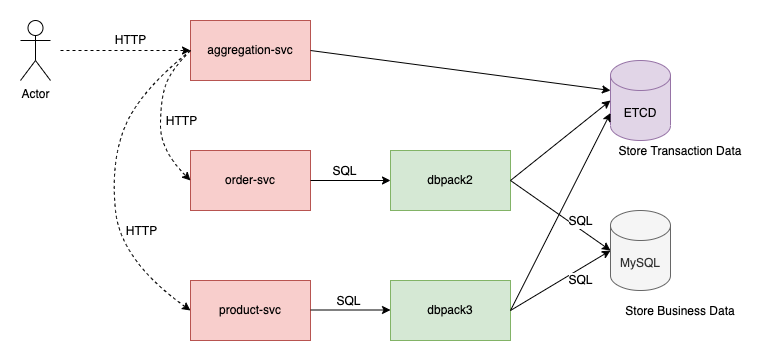 HTTP
aggregation-svc
Actor
ETCD
HTTP
Store Transaction Data
order-svc
SQL
dbpack2
SQL
HTTP
MySQL
SQL
product-svc
SQL
dbpack3
Store Business Data